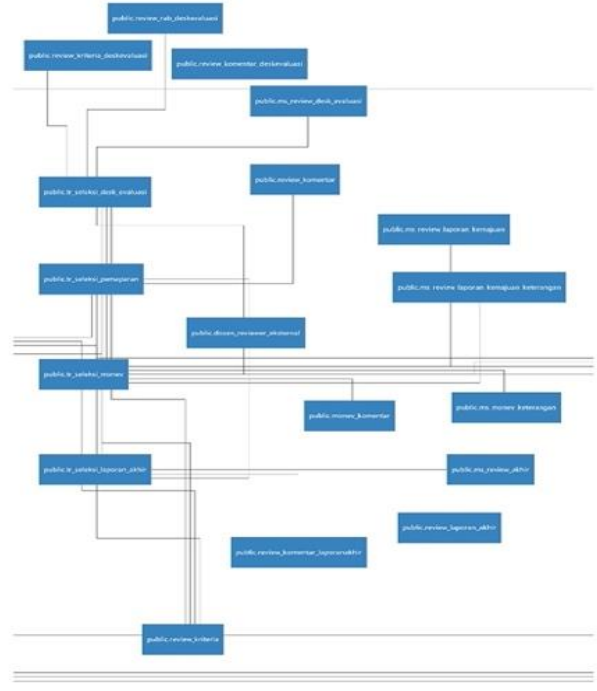 public.review_rab_deskevaluasi
public.review_kriteria_deskevaluasi
public.review_komentar_deskevaluasi
public.ms_review_desk_evaluasi
public.tr_seleksi_desk_evaluasi
public.review_komentar
public.ms_review_laporan_kemajuan
public.tr_seleksi_pemaparan
public.ms_review_laporan_kemajuan_keterangan
public.dosen_reviewer_eksternal
public.tr_seleksi_monev
public.monev_komentar
public.ms_monev_keterangan
public.tr_seleksi_laporan_akhir
public.ms_review_akhir
public.review_laporan_akhir
public.review_komentar_laporanakhir
public.review_kriteria